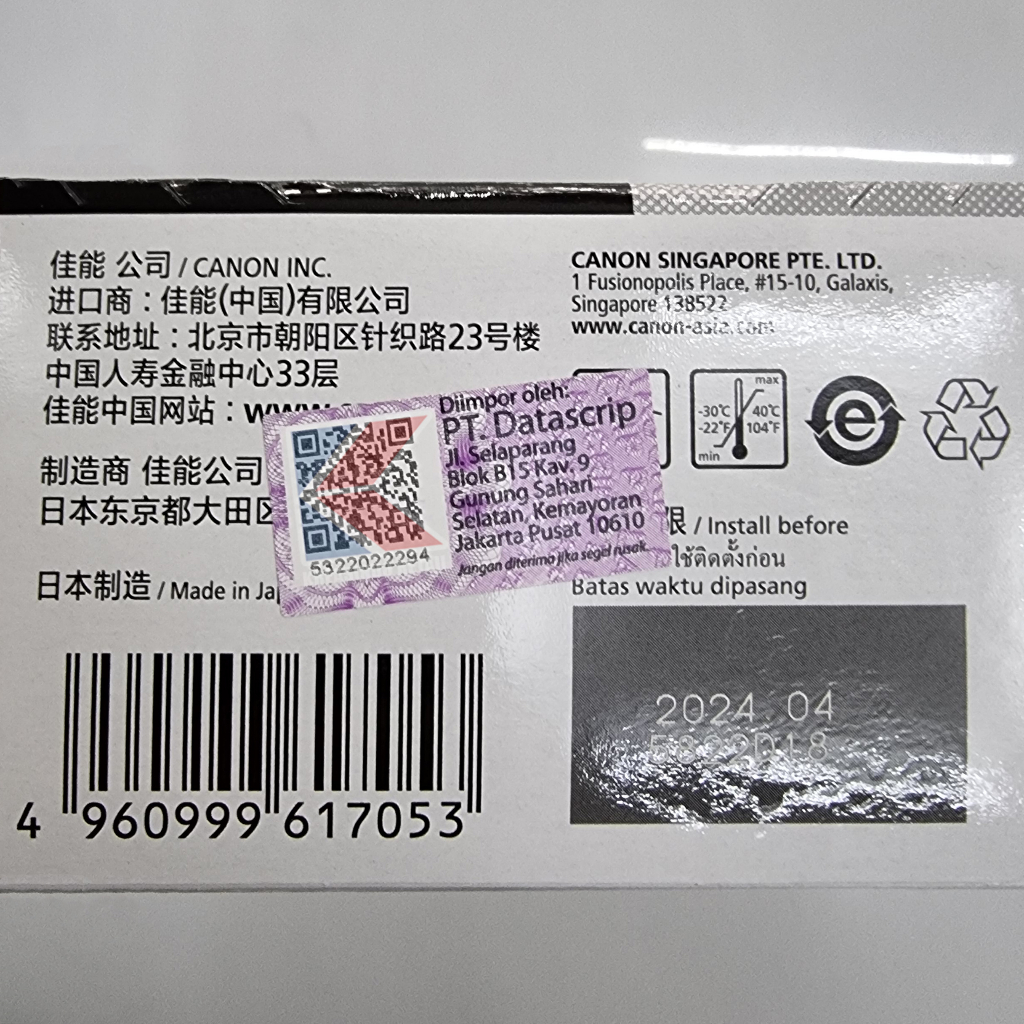 佳能 公司 / CANON INC.
进口商：佳能(中国)有限公司
联系地址：北京市朝阳区针织路23号楼
中国人寿金融中心33层
佳能中国网站：
制造商 佳能公司
日本东京都大田区
日本制造 / Made in
4 960999 617053
Diimpor oleh:
PT. Datascrip
Jl. Selaparang
Blok B15 Kav. 9
Gunung Sahari
Selatan, Kemayoran
Jakarta Pusat 10610
Jangan diterima jika segel rusak.
5322022294
CANON SINGAPORE PTE. LTD.
1 Fusionopolis Place, #15-10, Galaxis,
Singapore 138522
www.canon-asia.com
max
-30℃ 40℃
-22°F 104°F
min
限 / Install before
ใช้ติดตั้งก่อน
Batas waktu dipasang
2024 04